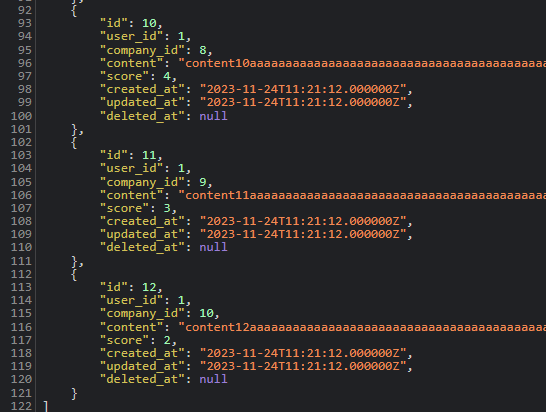 91 },
92 {
93 "id": 10,
94 "user_id": 1,
95 "company_id": 8,
96 "content": "content10aaaaaaaaaaaaaaaaaaaaaaaaaaaaaaaaaaaaaaaaaa
97 "score": 4,
98 "created_at": "2023-11-24T11:21:12.000000Z",
99 "updated_at": "2023-11-24T11:21:12.000000Z",
100 "deleted_at": null
101 },
102 {
103 "id": 11,
104 "user_id": 1,
105 "company_id": 9,
106 "content": "content11aaaaaaaaaaaaaaaaaaaaaaaaaaaaaaaaaaaaaaaaaa
107 "score": 3,
108 "created_at": "2023-11-24T11:21:12.000000Z",
109 "updated_at": "2023-11-24T11:21:12.000000Z",
110 "deleted_at": null
111 },
112 {
113 "id": 12,
114 "user_id": 1,
115 "company_id": 10,
116 "content": "content12aaaaaaaaaaaaaaaaaaaaaaaaaaaaaaaaaaaaaaaaaa
117 "score": 2,
118 "created_at": "2023-11-24T11:21:12.000000Z",
119 "updated_at": "2023-11-24T11:21:12.000000Z",
120 "deleted_at": null
121 }
122 ]